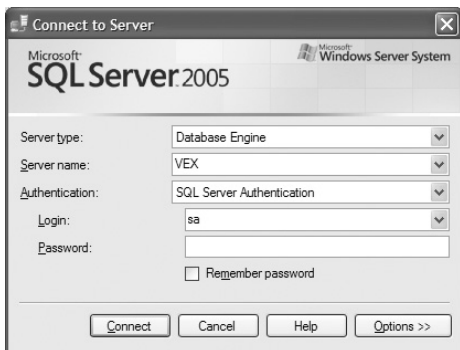 Connect to Server
Microsoft
SQL Server 2005
Microsoft
Windows Server System
Server type: Database Engine
Server name: VEX
Authentication: SQL Server Authentication
Login: sa
Password:
Remember password
Connect Cancel Help Options >>